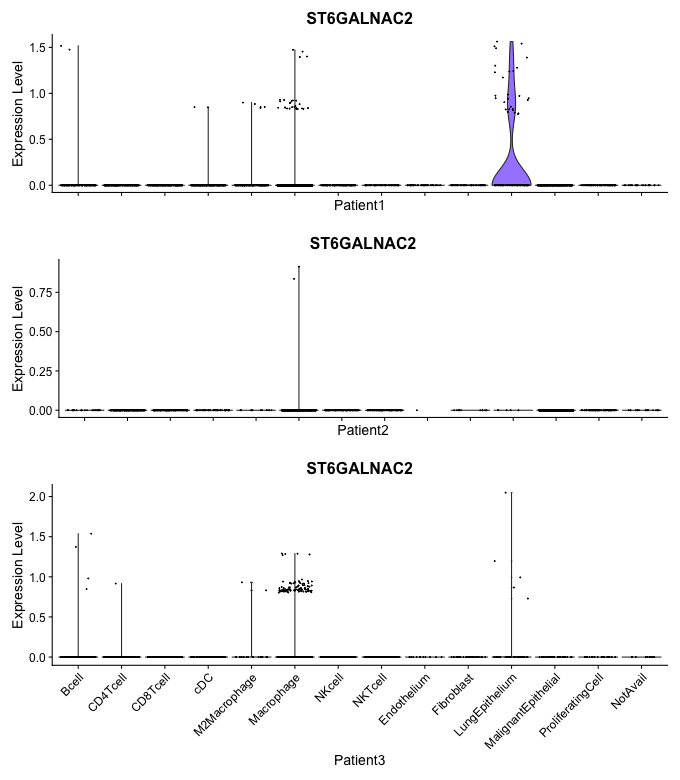 ST6GALNAC2
Expression Level
1.5
1.0
0.5
0.0
Patient1
ST6GALNAC2
Expression Level
0.75
0.50
0.25
0.00
Patient2
ST6GALNAC2
Expression Level
2.0
1.5
1.0
0.5
0.0
Bcell
CD4Tcell
CD8Tcell
cDC
M2Macrophage
Macrophage
NKcell
NKTcell
Endothelium
Fibroblast
LungEpithelium
MalignantEpithelial
ProliferatingCell
NotAvail
Patient3